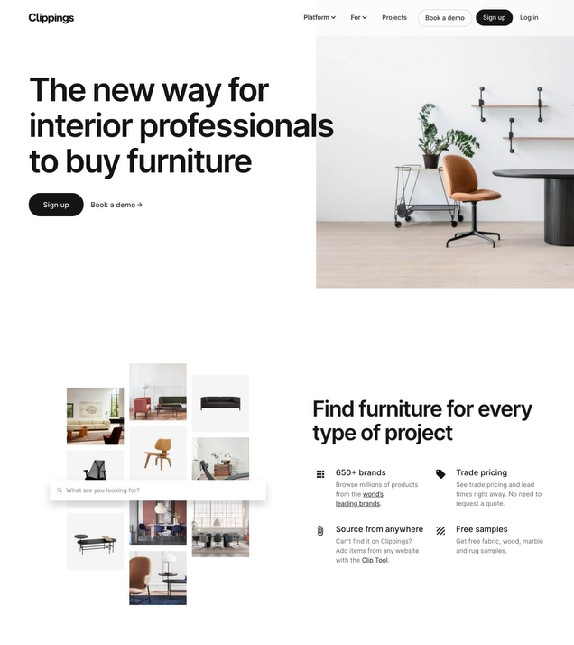 Clippings
Platform
For
Projects
Book a demo
Sign up
Log in
The new way for
interior professionals
to buy furniture
Sign up
Book a demo →
What are you looking for?
Find furniture for every
type of project
650+ brands
Browse millions of products
from the world's
leading brands.
Trade pricing
See trade pricing and lead
times right away. No need to
request a quote.
Source from anywhere
Can't find it on Clippings?
Add items from any website
with the Clip Tool.
Free samples
Get free fabric, wood, marble
and rug samples.